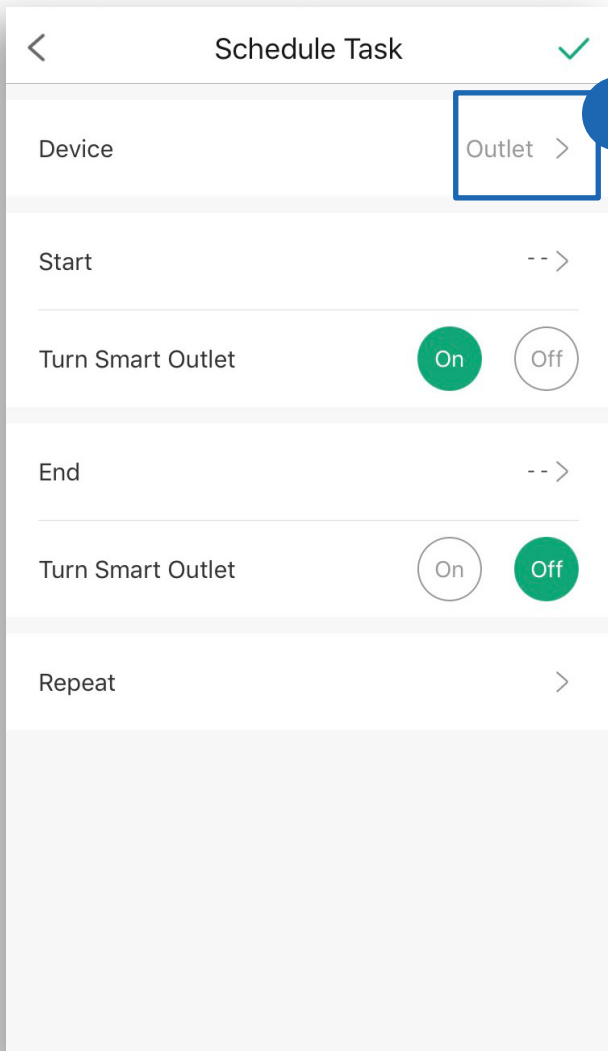 Schedule Task
Device Outlet
Start --
Turn Smart Outlet On Off
End --
Turn Smart Outlet On Off
Repeat